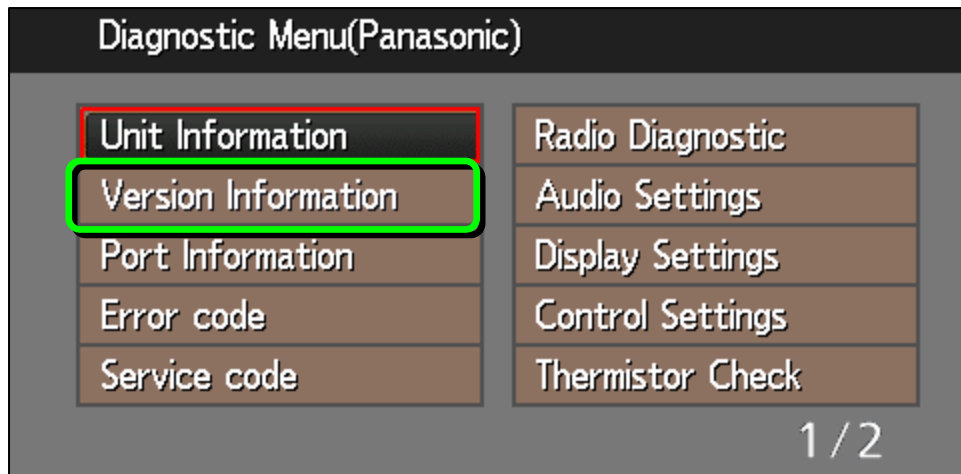 Diagnostic Menu(Panasonic)
Unit Information
Version Information
Port Information
Error code
Service code
Radio Diagnostic
Audio Settings
Display Settings
Control Settings
Thermistor Check
1/2